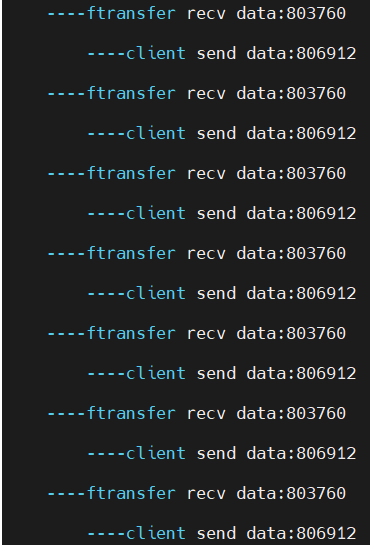 ----ftransfer recv data:803760
----client send data:806912
----ftransfer recv data:803760
----client send data:806912
----ftransfer recv data:803760
----client send data:806912
----ftransfer recv data:803760
----client send data:806912
----ftransfer recv data:803760
----client send data:806912
----ftransfer recv data:803760
----client send data:806912
----ftransfer recv data:803760
----client send data:806912